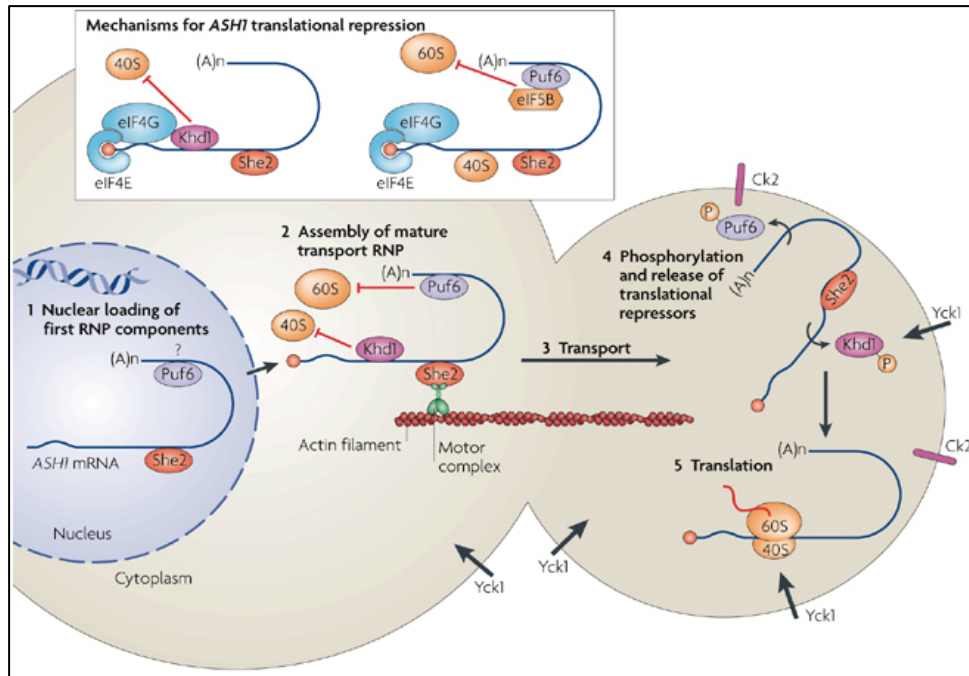 Mechanisms for ASH1 translational repression
40S
(A)n
eIF4G
Khd1
She2
eIF4E
60S
(A)n
Puf6
eIF5B
eIF4G
40S
She2
eIF4E
1 Nuclear loading of
first RNP components
(A)n
?
Puf6
ASH1 mRNA
She2
Nucleus
Cytoplasm
2 Assembly of mature
transport RNP
(A)n
60S
Puf6
40S
Khd1
She2
Actin filament
Motor
complex
3 Transport
Ck2
P
Puf6
4 Phosphorylation
and release of
translational
repressors
(A)n
She2
Yck1
Khd1
P
(A)n
Ck2
5 Translation
60S
40S
Yck1
Yck1
Yck1